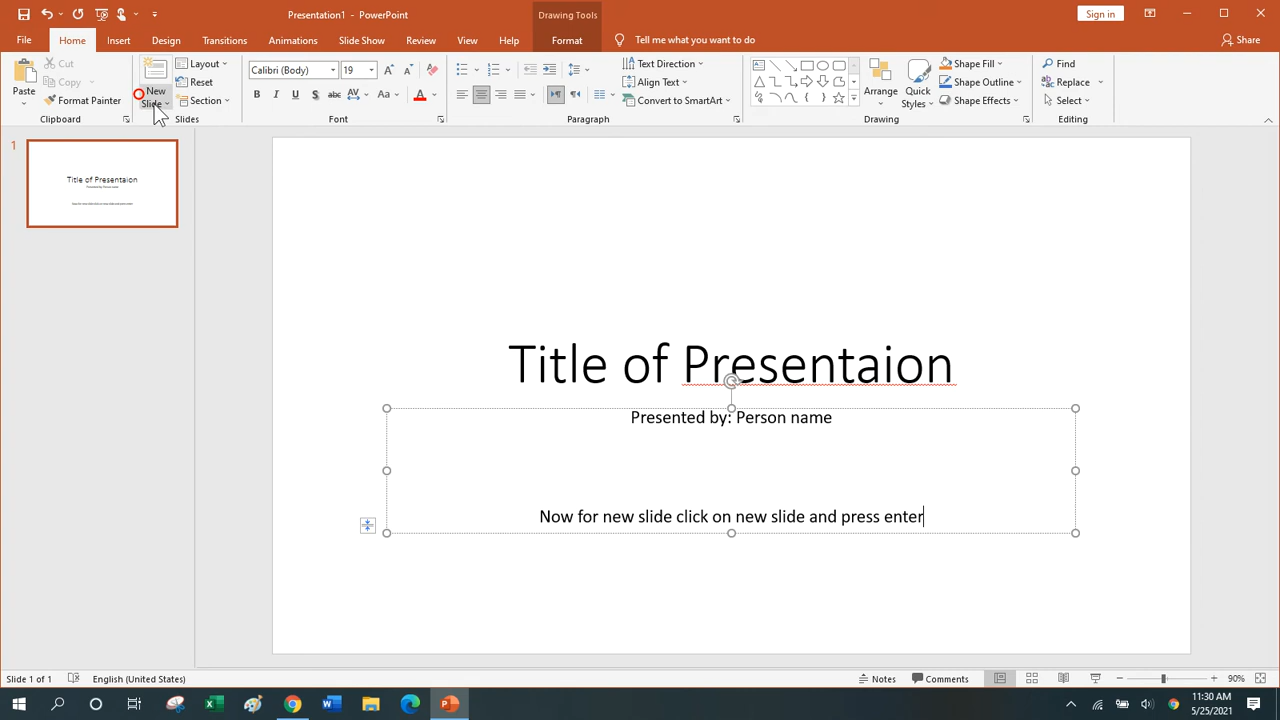 Presentation1 - PowerPoint
Drawing Tools
Sign in
File Home Insert Design Transitions Animations Slide Show Review View Help Format Tell me what you want to do Share
Paste
Cut
Copy
Format Painter
Clipboard
New
Slide
Layout
Reset
Section
Slides
Calibri (Body) 19
B I U S abc AV Aa A
Font
Text Direction
Align Text
Convert to SmartArt
Paragraph
Arrange
Quick
Styles
Shape Fill
Shape Outline
Shape Effects
Drawing
Find
Replace
Select
Editing
1
Title of Presentaion
Title of Presentaion
Presented by: Person name
Now for new slide click on new slide and press enter
Slide 1 of 1 English (United States) Notes Comments 90%
11:30 AM
5/25/2021